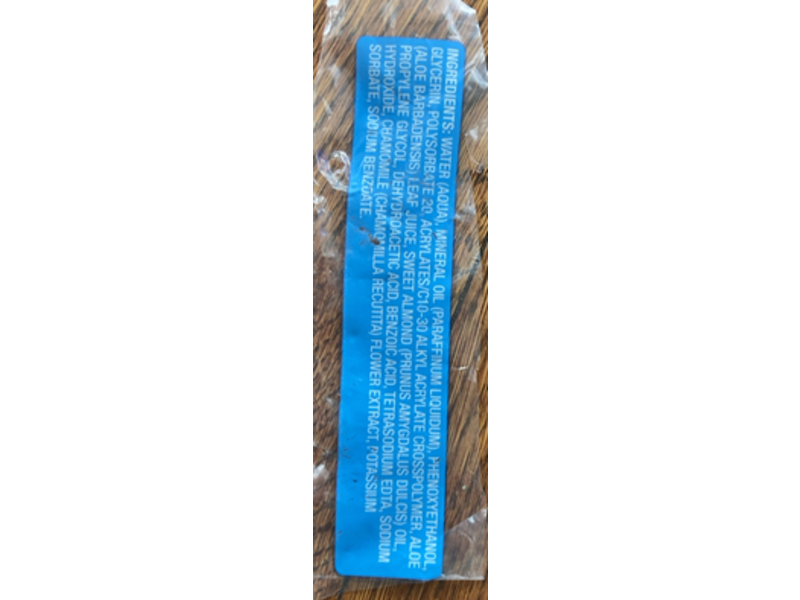 INGREDIENTS: WATER (AQUA), MINERAL OIL (PARAFFINUM LIQUIDUM), PHENOXYETHANOL,
GLYCERIN, POLYSORBATE 20, ACRYLATES/C10-30 ALKYL ACRYLATE CROSSPOLYMER, ALOE
(ALOE BARBADENSIS) LEAF JUICE, SWEET ALMOND (PRUNUS AMYGDALUS DULCIS) OIL,
PROPYLENE GLYCOL, DEHYDROACETIC ACID, BENZOIC ACID, TETRASODIUM EDTA, SODIUM
HYDROXIDE, CHAMOMILE (CHAMOMILLA RECUTITA) FLOWER EXTRACT, POTASSIUM
SORBATE, SODIUM BENZOATE.